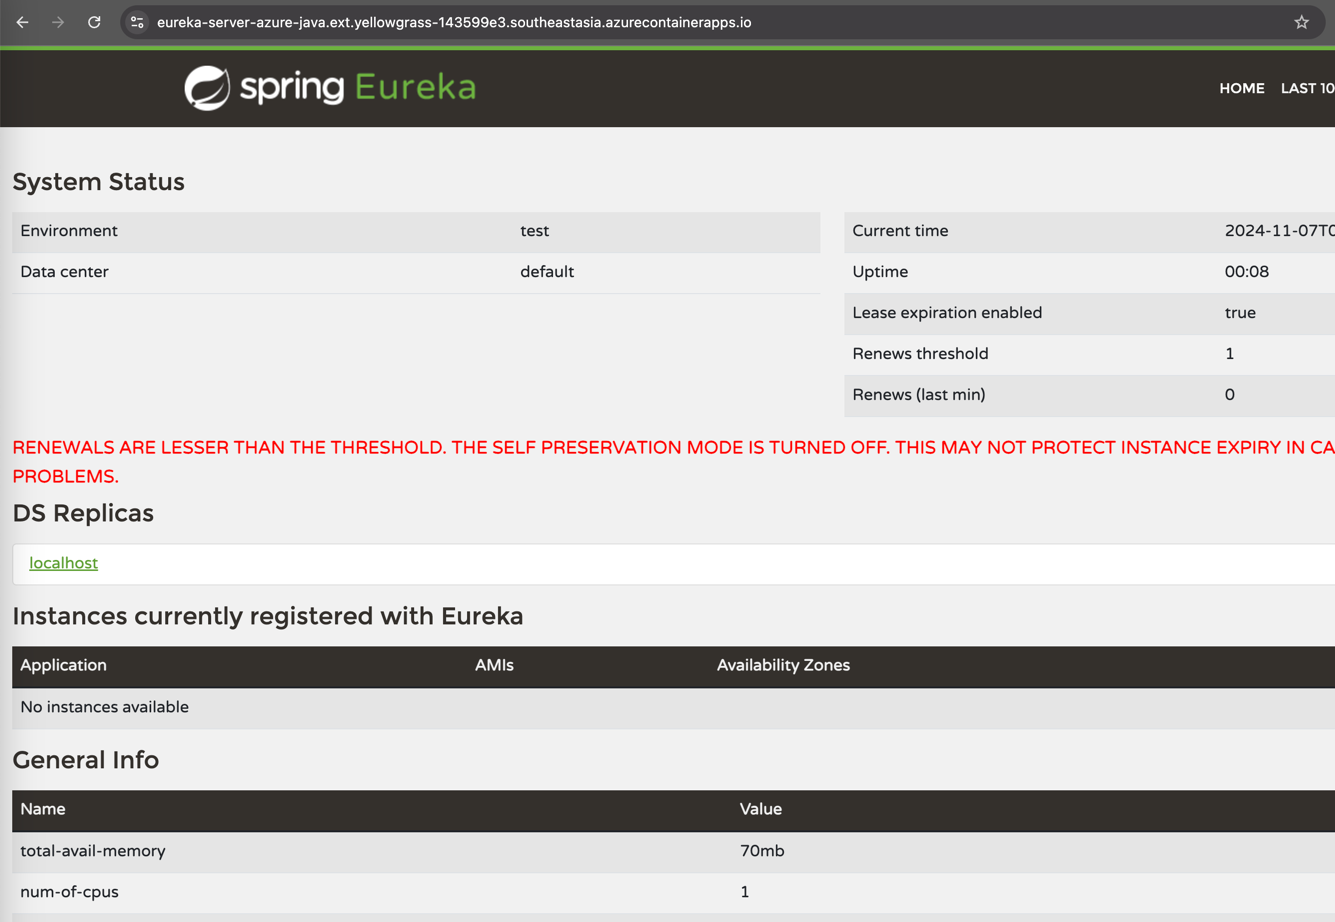 eureka-server-azure-java.ext.yellowgrass-143599e3.southeastasia.azurecontainerapps.io
spring Eureka
HOME LAST 10
System Status
Environment test
Data center default
Current time 2024-11-07T0
Uptime 00:08
Lease expiration enabled true
Renews threshold 1
Renews (last min) 0
RENEWALS ARE LESSER THAN THE THRESHOLD. THE SELF PRESERVATION MODE IS TURNED OFF. THIS MAY NOT PROTECT INSTANCE EXPIRY IN CA
PROBLEMS.
DS Replicas
localhost
Instances currently registered with Eureka
Application AMIs Availability Zones
No instances available
General Info
Name Value
total-avail-memory 70mb
num-of-cpus 1